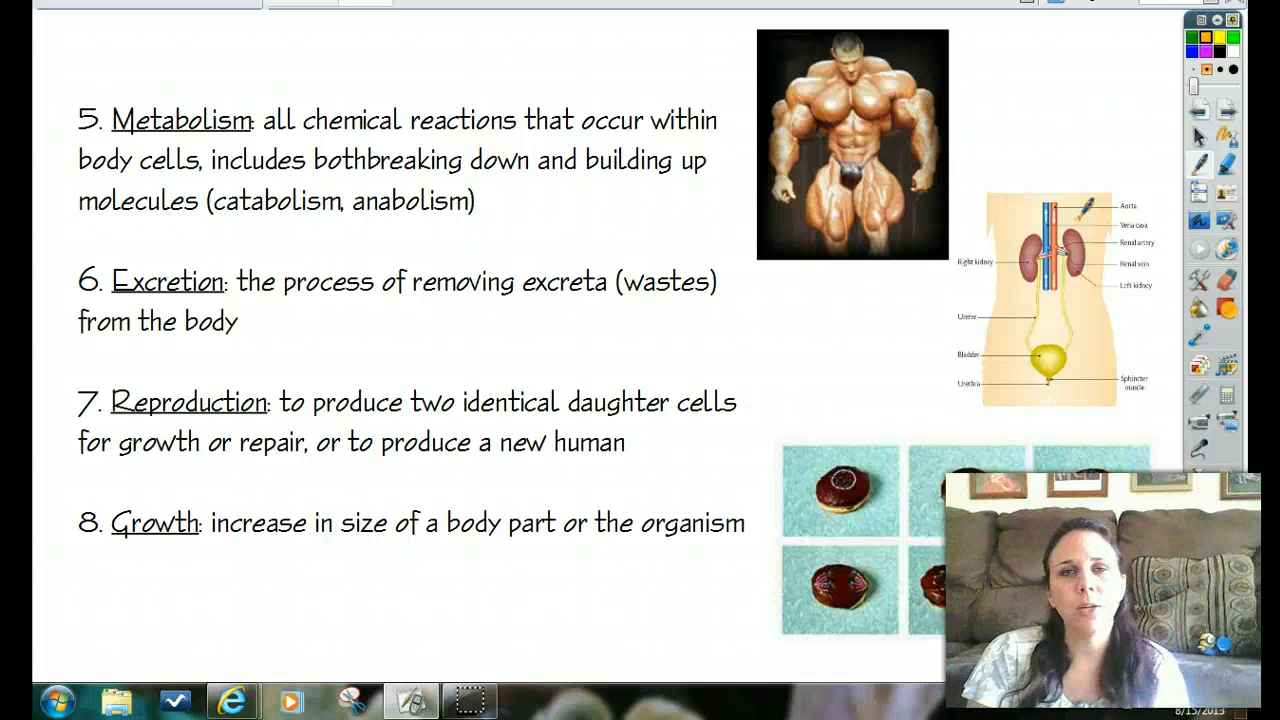 5. Metabolism: all chemical reactions that occur within
body cells, includes bothbreaking down and building up
molecules (catabolism, anabolism)
6. Excretion: the process of removing excreta (wastes)
from the body
7. Reproduction: to produce two identical daughter cells
for growth or repair, or to produce a new human
8. Growth: increase in size of a body part or the organism
Aorta
Vena cava
Renal artery
Right kidney
Renal vein
Left kidney
Ureter
Bladder
Urethra
Sphincter
muscle
8/15/2013